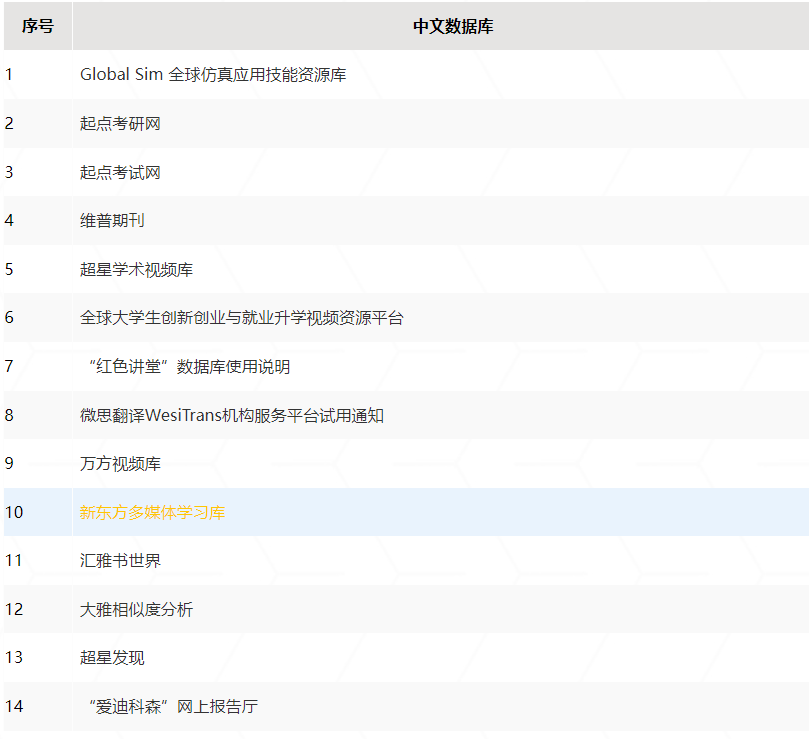 序号 中文数据库
1 Global Sim 全球仿真应用技能资源库
2 起点考研网
3 起点考试网
4 维普期刊
5 超星学术视频库
6 全球大学生创新创业与就业升学视频资源平台
7 “红色讲堂”数据库使用说明
8 微思翻译WesiTrans机构服务平台试用通知
9 万方视频库
10 新东方多媒体学习库
11 汇雅书世界
12 大雅相似度分析
13 超星发现
14 “爱迪科森”网上报告厅